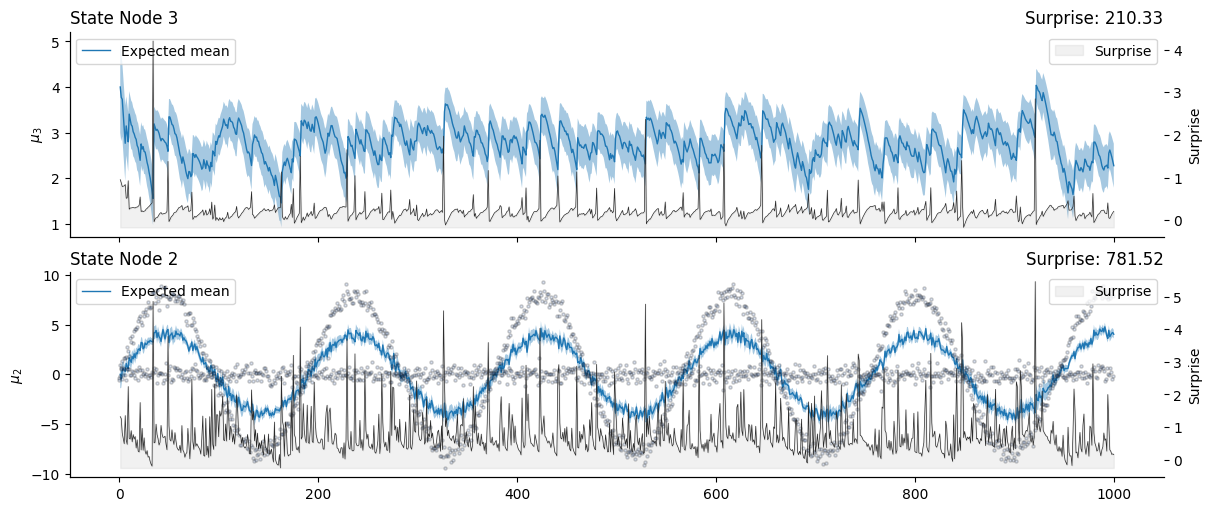 State Node 3
Surprise: 210.33
Expected mean
Surprise
5
4
3
2
1
μ3
4
3
2
1
0
Surprise
State Node 2
Surprise: 781.52
Expected mean
Surprise
10
5
0
−5
−10
μ2
5
4
3
2
1
0
Surprise
0
200
400
600
800
1000